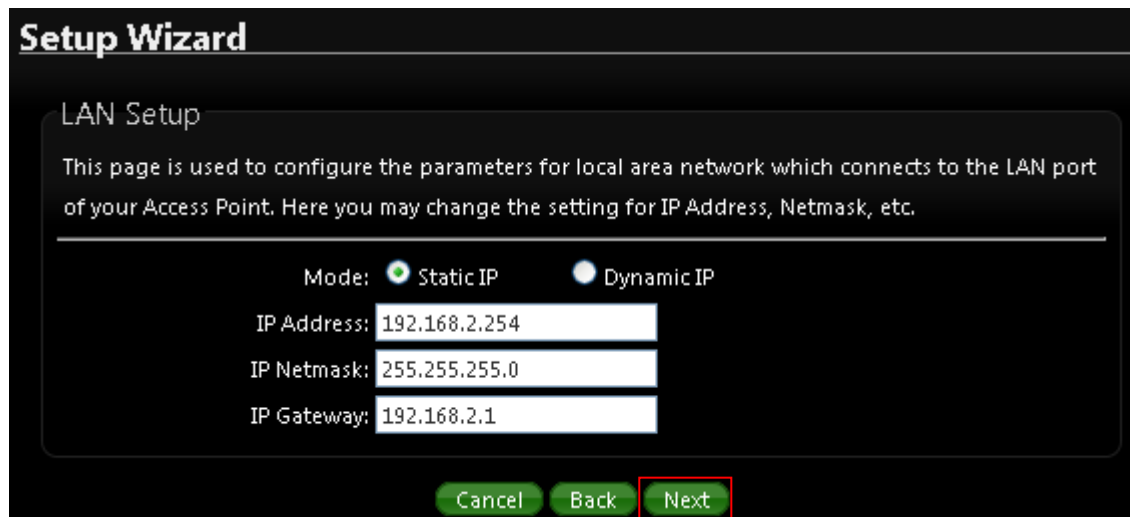 Setup Wizard
LAN Setup
This page is used to configure the parameters for local area network which connects to the LAN port
of your Access Point. Here you may change the setting for IP Address, Netmask, etc.
Mode: Static IP Dynamic IP
IP Address: 192.168.2.254
IP Netmask: 255.255.255.0
IP Gateway: 192.168.2.1
Cancel Back Next